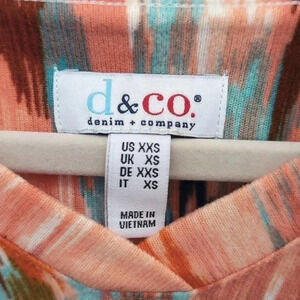 d&co.®
denim + company
US XXS
UK XS
DE XXS
IT XS
MADE IN
VIETNAM